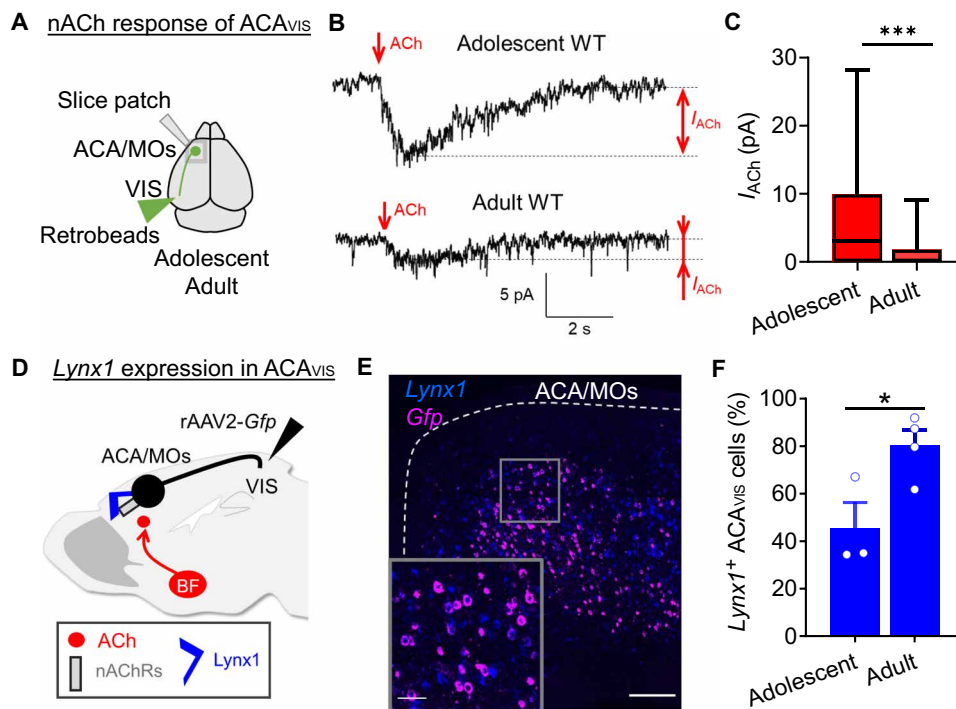 A nACh response of ACAVIS
Slice patch
ACA/MOs
VIS
Retrobeads
Adolescent
Adult
B
ACh
Adolescent WT
IACh
ACh
Adult WT
IACh
5 pA
2 s
C
***
IACh (pA)
30
20
10
0
Adolescent
Adult
D Lynx1 expression in ACAVIS
rAAV2-Gfp
ACA/MOs
VIS
BF
ACh
nAChRs
Lynx1
E
Lynx1
Gfp
ACA/MOs
F
*
Lynx1+ ACAVIS cells (%)
100
80
60
40
20
0
Adolescent
Adult